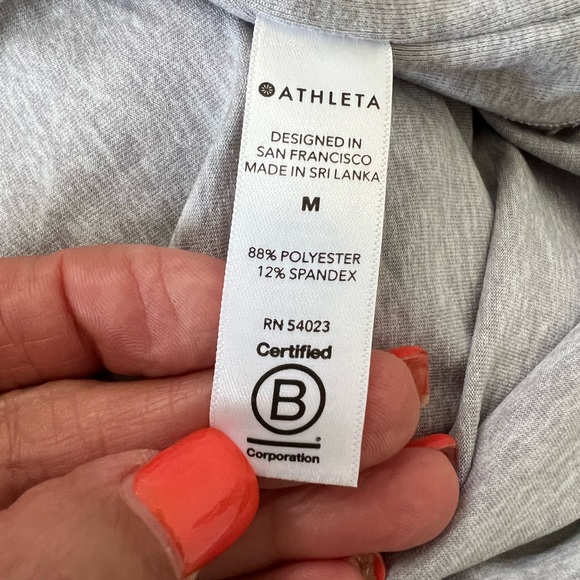 ATHLETA
DESIGNED IN
SAN FRANCISCO
MADE IN SRI LANKA
M
88% POLYESTER
12% SPANDEX
RN 54023
Certified
B
®
Corporation